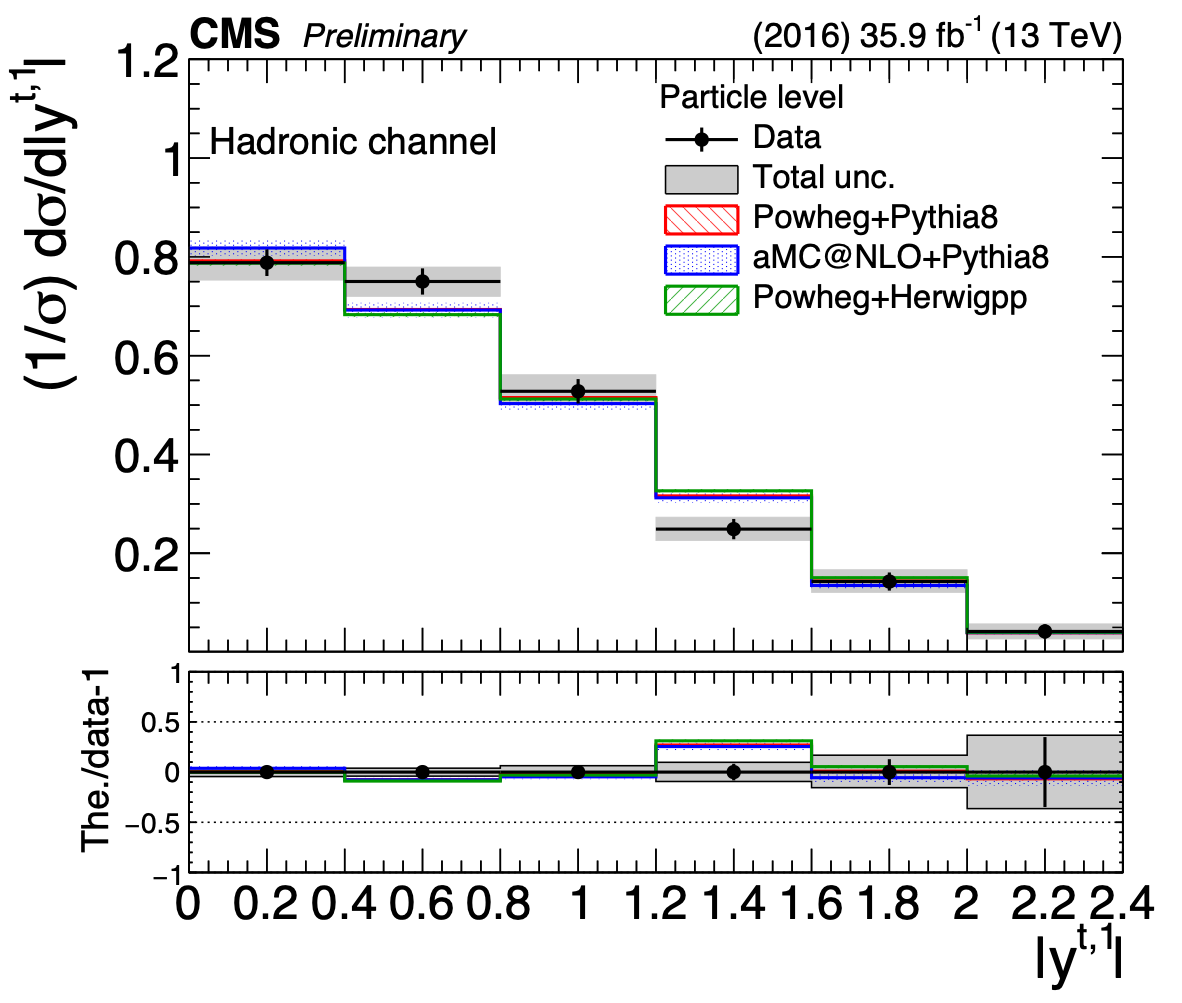 CMS Preliminary (2016) 35.9 fb⁻¹ (13 TeV)
(1/σ) dσ/d|y^{t,1}|
1.2
1
0.8
0.6
0.4
0.2
Hadronic channel
Particle level
Data
Total unc.
Powheg+Pythia8
aMC@NLO+Pythia8
Powheg+Herwigpp
The./data-1
1
0.5
0
−0.5
−1
0 0.2 0.4 0.6 0.8 1 1.2 1.4 1.6 1.8 2 2.2 2.4
|y^{t,1}|